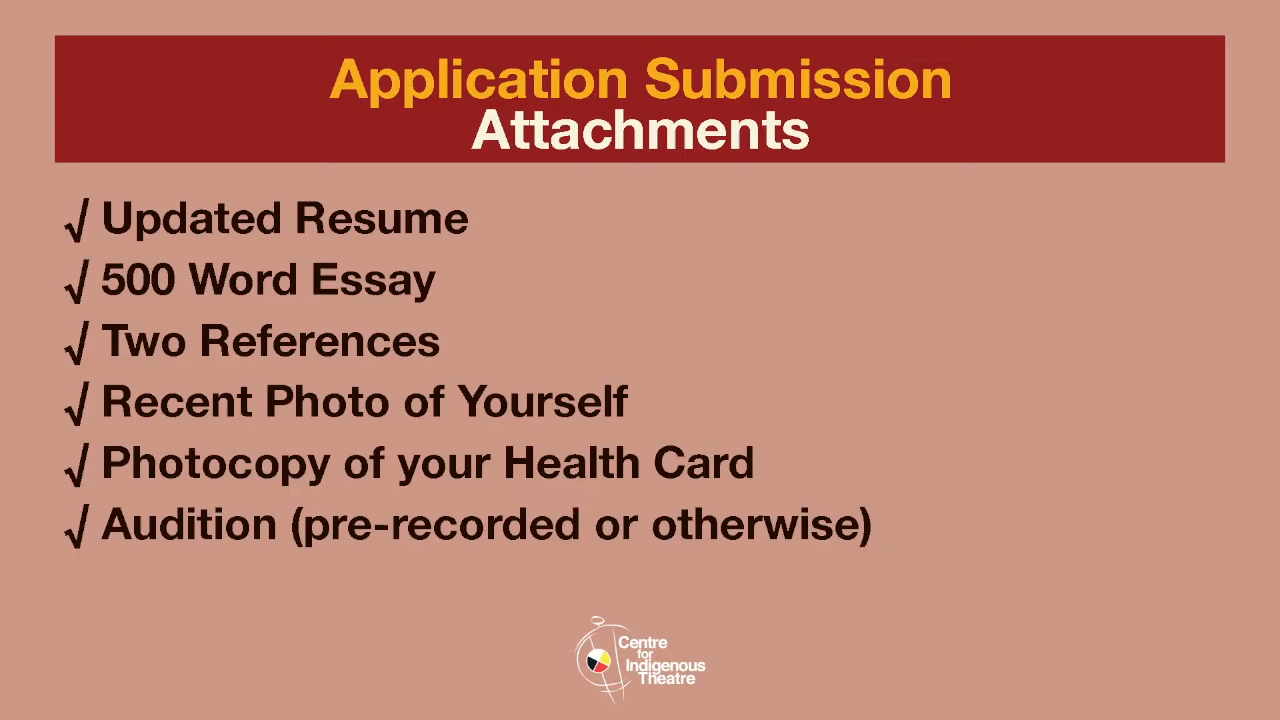 Application Submission
Attachments
√ Updated Resume
√ 500 Word Essay
√ Two References
√ Recent Photo of Yourself
√ Photocopy of your Health Card
√ Audition (pre-recorded or otherwise)
Centre
for
Indigenous
Theatre